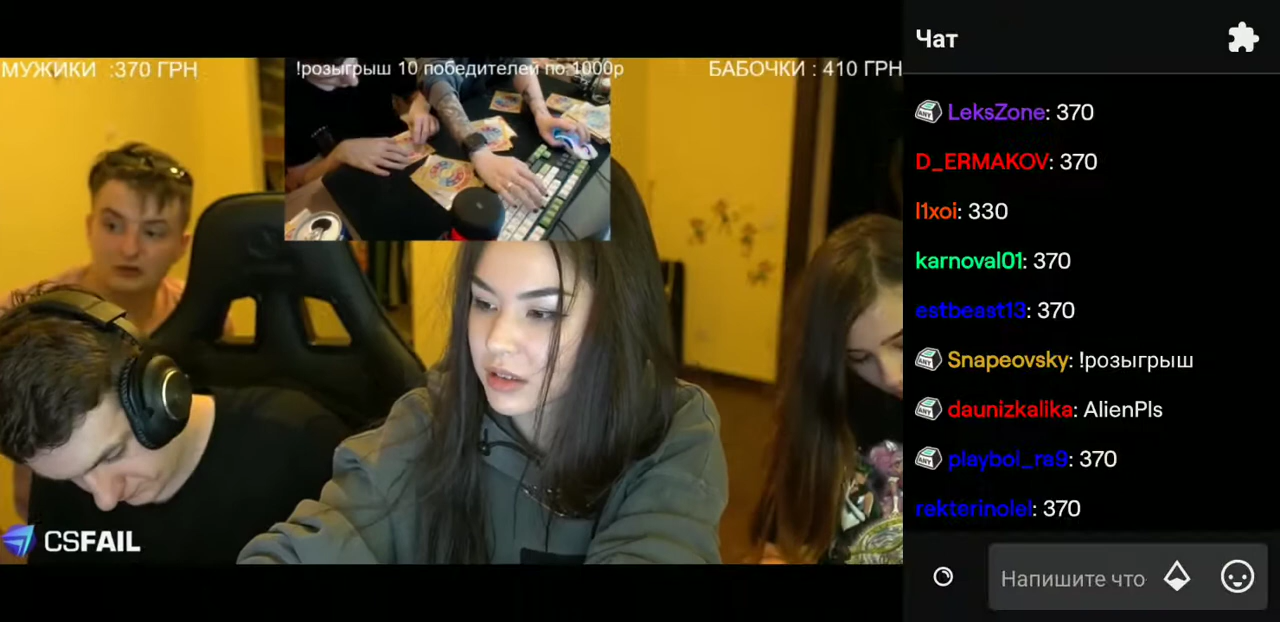 МУЖИКИ :370 ГРН
!розыгрыш 10 победителей по 1000р
БАБОЧКИ : 410 ГРН
CSFAIL
Чат
LeksZone: 370
D_ERMAKOV: 370
l1xoi: 330
karnoval01: 370
estbeast13: 370
Snapeovsky: !розыгрыш
daunizkalika: AlienPls
playboi_ra9: 370
rekterinolel: 370
Напишите что